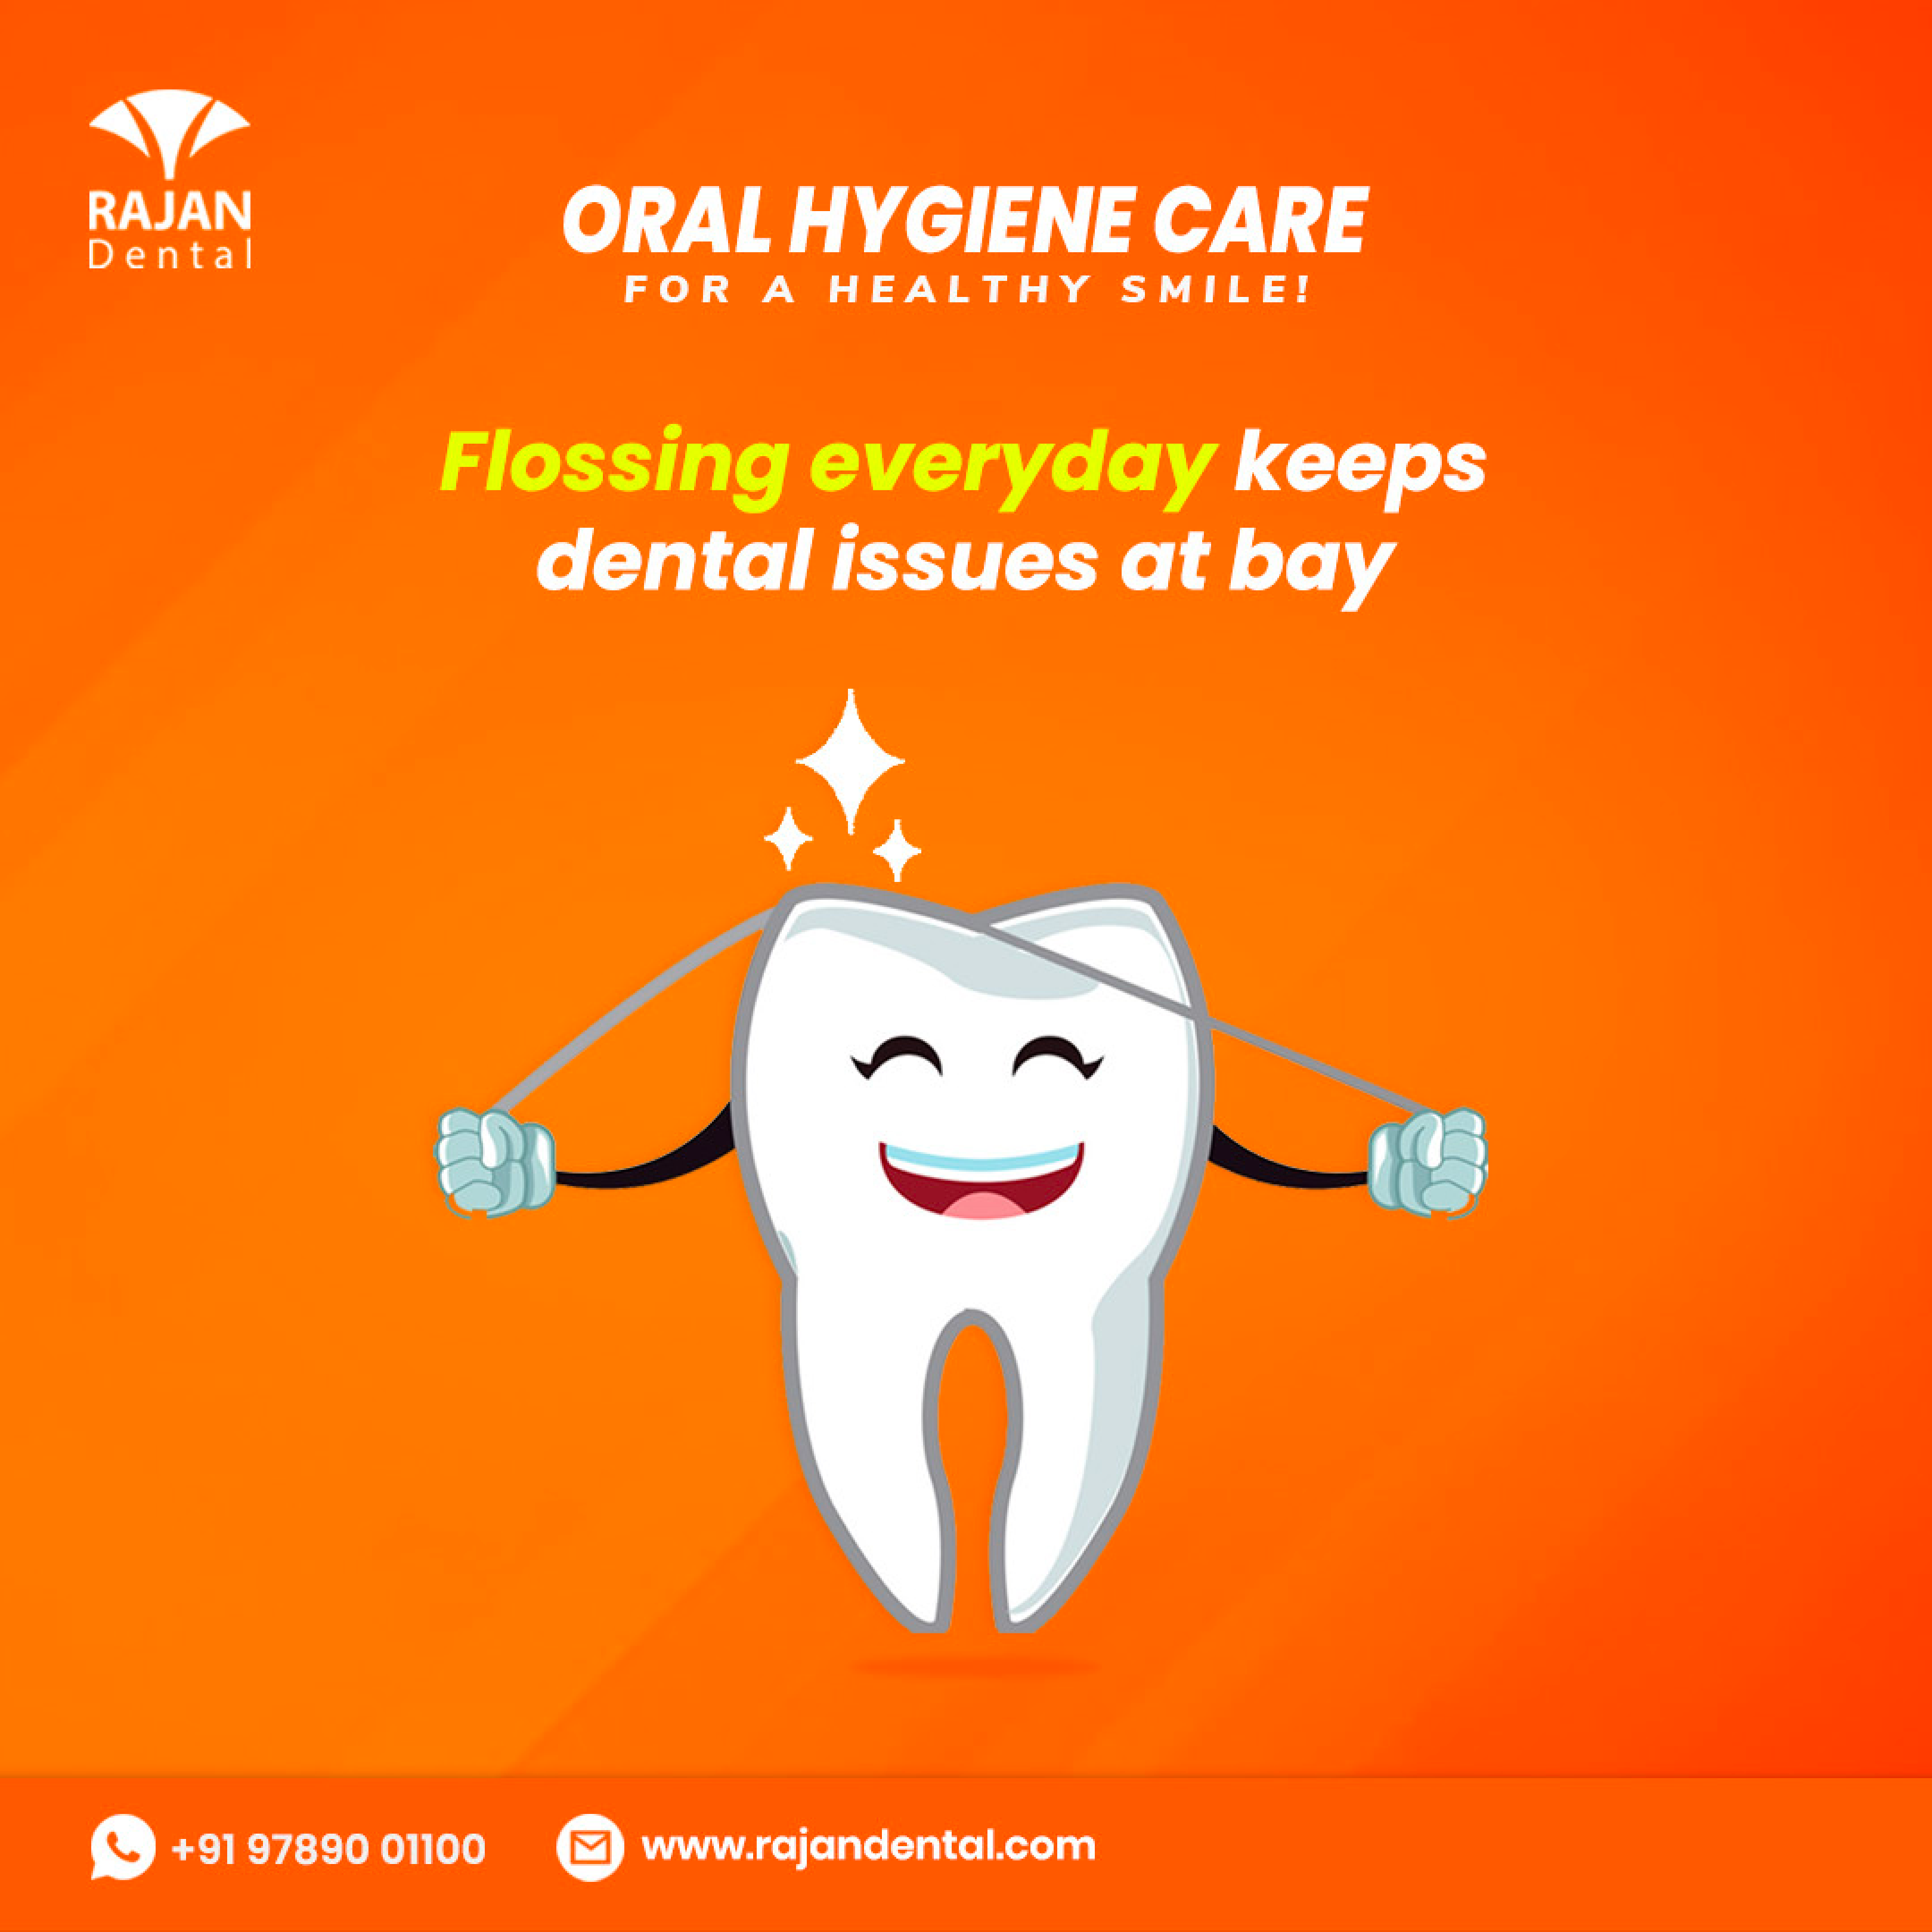 RAJAN
Dental
ORAL HYGIENE CARE
FOR A HEALTHY SMILE!
Flossing everyday keeps
dental issues at bay
+91 97890 01100
www.rajandental.com